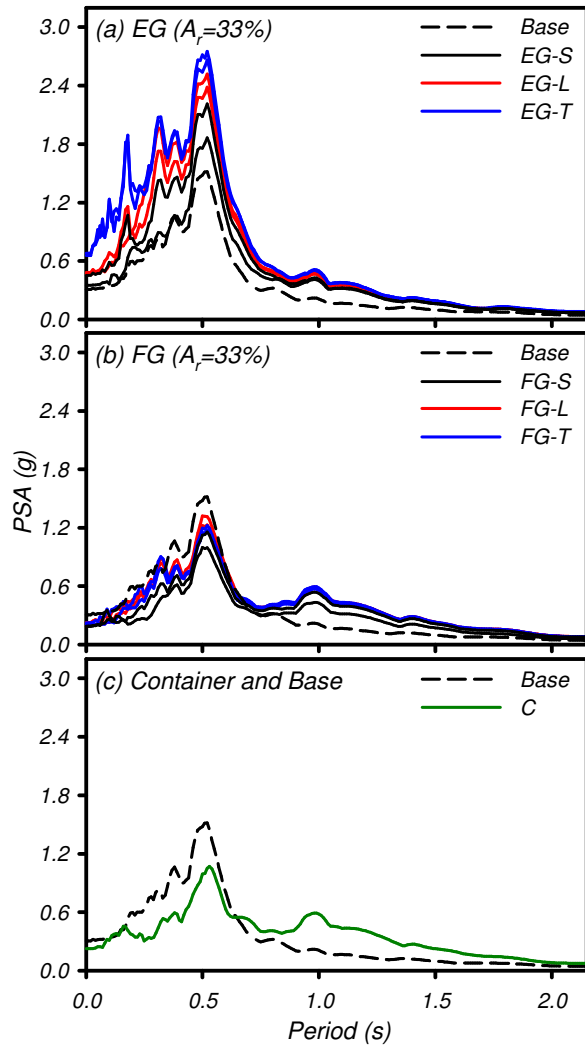 (a) EG (Aᵣ=33%)
Base
EG-S
EG-L
EG-T
3.0
2.4
1.8
1.2
0.6
0.0
(b) FG (Aᵣ=33%)
Base
FG-S
FG-L
FG-T
3.0
2.4
1.8
1.2
0.6
0.0
PSA (g)
(c) Container and Base
Base
C
3.0
2.4
1.8
1.2
0.6
0.0
0.0 0.5 1.0 1.5 2.0
Period (s)